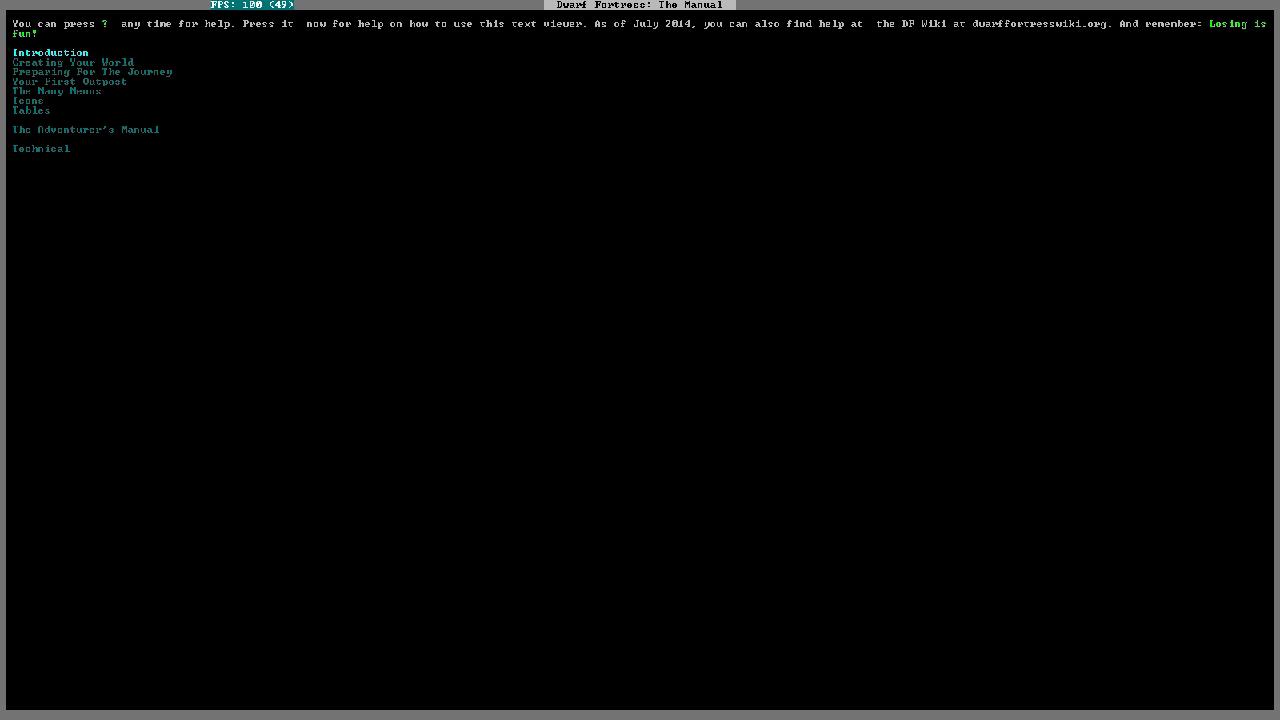 FPS: 100 (49) Dwarf Fortress: The Manual
You can press ? any time for help. Press it now for help on how to use this text viewer. As of July 2014, you can also find help at the DF Wiki at dwarffortresswiki.org. And remember: Losing is
fun!
Introduction
Creating Your World
Preparing For The Journey
Your First Outpost
The Many Menus
Icons
Tables
The Adventurer's Manual
Technical